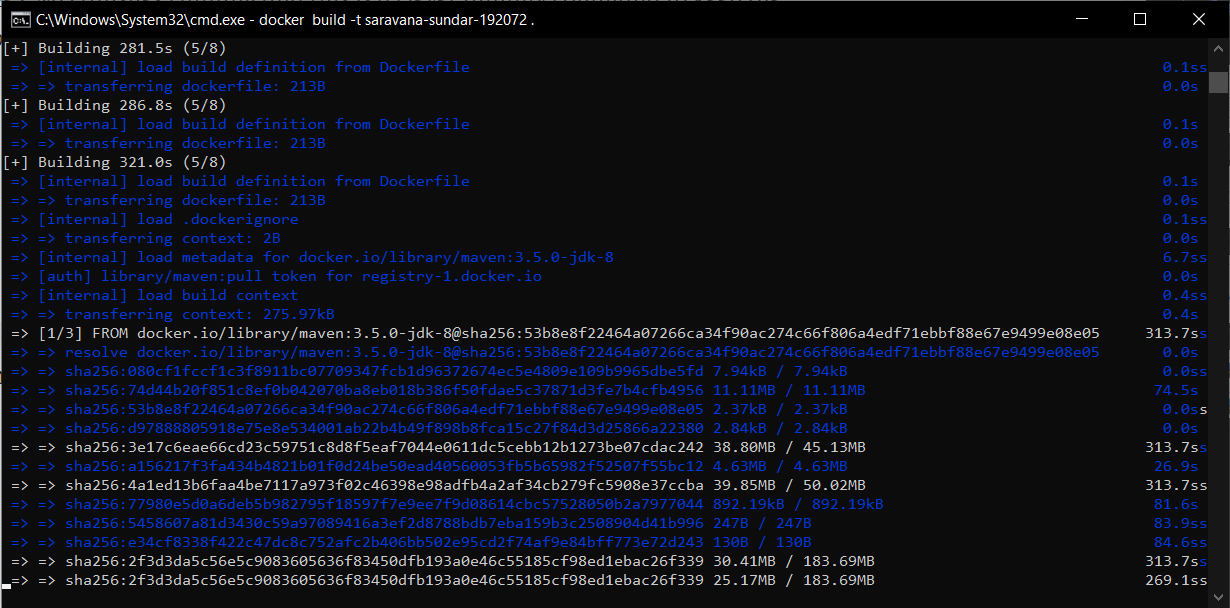 C:\Windows\System32\cmd.exe - docker  build -t saravana-sundar-192072 .
[+] Building 281.5s (5/8)
=> [internal] load build definition from Dockerfile 0.1ss
=> => transferring dockerfile: 213B 0.0s
[+] Building 286.8s (5/8)
=> [internal] load build definition from Dockerfile 0.1s
=> => transferring dockerfile: 213B 0.0s
[+] Building 321.0s (5/8)
=> [internal] load build definition from Dockerfile 0.1s
=> => transferring dockerfile: 213B 0.0s
=> [internal] load .dockerignore 0.1ss
=> => transferring context: 2B 0.0s
=> [internal] load metadata for docker.io/library/maven:3.5.0-jdk-8 6.7ss
=> [auth] library/maven:pull token for registry-1.docker.io 0.0s
=> [internal] load build context 0.4ss
=> => transferring context: 275.97kB 0.4s
=> [1/3] FROM docker.io/library/maven:3.5.0-jdk-8@sha256:53b8e8f22464a07266ca34f90ac274c66f806a4edf71ebbf88e67e9499e08e05 313.7ss
=> => resolve docker.io/library/maven:3.5.0-jdk-8@sha256:53b8e8f22464a07266ca34f90ac274c66f806a4edf71ebbf88e67e9499e08e05 0.0s
=> => sha256:080cf1fccf1c3f8911bc07709347fcb1d96372674ec5e4809e109b9965dbe5fd 7.94kB / 7.94kB 0.0ss
=> => sha256:74d44b20f851c8ef0b042070ba8eb018b386f50fdae5c37871d3fe7b4cfb4956 11.11MB / 11.11MB 74.5s
=> => sha256:53b8e8f22464a07266ca34f90ac274c66f806a4edf71ebbf88e67e9499e08e05 2.37kB / 2.37kB 0.0ss
=> => sha256:d97888805918e75e8e534001ab22b4b49f898b8fca15c27f84d3d25866a22380 2.84kB / 2.84kB 0.0s
=> => sha256:3e17c6eae66cd23c59751c8d8f5eaf7044e0611dc5cebb12b1273be07cdac242 38.80MB / 45.13MB 313.7ss
=> => sha256:a156217f3fa434b4821b01f0d24be50ead40560053fb5b65982f52507f55bc12 4.63MB / 4.63MB 26.9s
=> => sha256:4a1ed13b6faa4be7117a973f02c46398e98adfb4a2af34cb279fc5908e37ccba 39.85MB / 50.02MB 313.7ss
=> => sha256:77980e5d0a6deb5b982795f18597f7e9ee7f9d08614cbc57528050b2a7977044 892.19kB / 892.19kB 81.6s
=> => sha256:5458607a81d3430c59a97089416a3ef2d8788bdb7eba159b3c2508904d41b996 247B / 247B 83.9ss
=> => sha256:e34cf8338f422c47dc8c752afc2b406bb502e95cd2f74af9e84bff773e72d243 130B / 130B 84.6ss
=> => sha256:2f3d3da5c56e5c9083605636f83450dfb193a0e46c55185cf98ed1ebac26f339 30.41MB / 183.69MB 313.7ss
=> => sha256:2f3d3da5c56e5c9083605636f83450dfb193a0e46c55185cf98ed1ebac26f339 25.17MB / 183.69MB 269.1ss